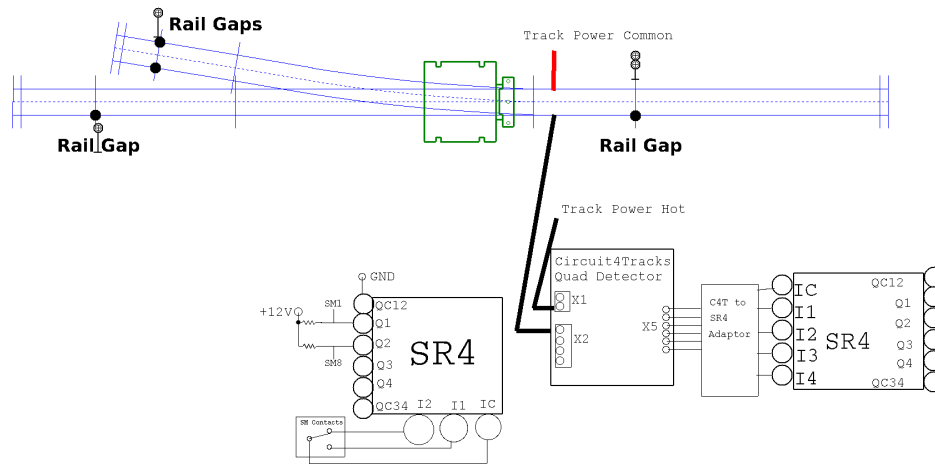 Rail Gaps
Track Power Common
Rail Gap
Rail Gap
Track Power Hot
Circuit4Tracks
Quad Detector
X1
X2
X5
C4T to
SR4
Adaptor
IC
I1
I2
I3
I4
SR4
QC12
Q1
Q2
Q3
Q4
QC34
GND
+12V
SM1
SM8
QC12
Q1
Q2
Q3
Q4
QC34
SR4
I2
I1
IC
SM Contacts